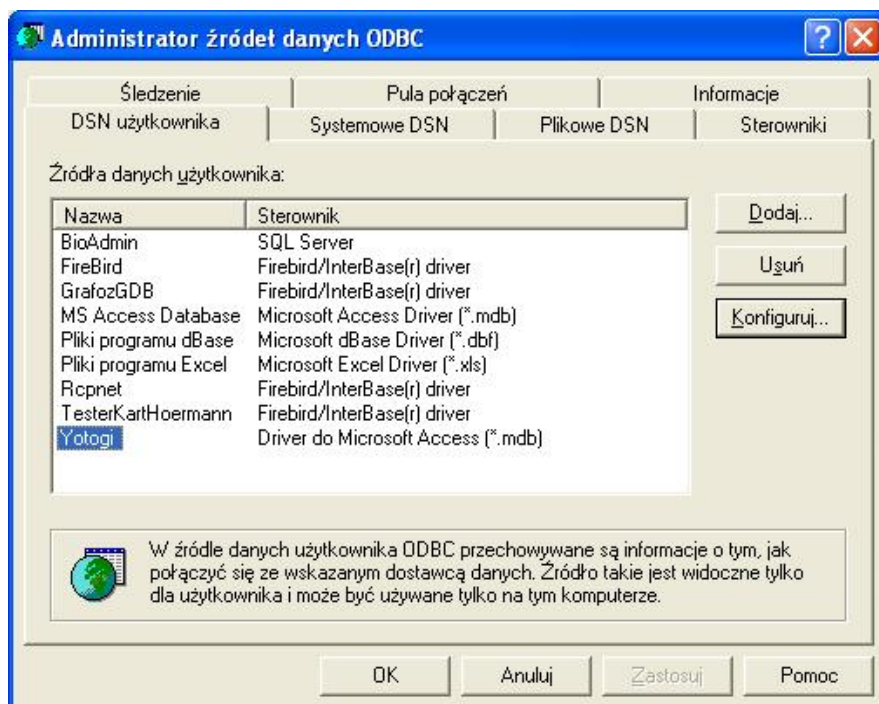 Administrator źródeł danych ODBC
Śledzenie Pula połączeń Informacje
DSN użytkownika Systemowe DSN Plikowe DSN Sterowniki
Źródła danych użytkownika:
Nazwa Sterownik
BioAdmin SQL Server
FireBird Firebird/InterBase(r) driver
GrafozGDB Firebird/InterBase(r) driver
MS Access Database Microsoft Access Driver (*.mdb)
Pliki programu dBase Microsoft dBase Driver (*.dbf)
Pliki programu Excel Microsoft Excel Driver (*.xls)
Rcpnet Firebird/InterBase(r) driver
TesterKartHoermann Firebird/InterBase(r) driver
Yotogi Driver do Microsoft Access (*.mdb)
Dodaj...
Usuń
Konfiguruj...
W źródle danych użytkownika ODBC przechowywane są informacje o tym, jak
połączyć się ze wskazanym dostawcą danych. Źródło takie jest widoczne tylko
dla użytkownika i może być używane tylko na tym komputerze.
OK Anuluj Zastosuj Pomoc